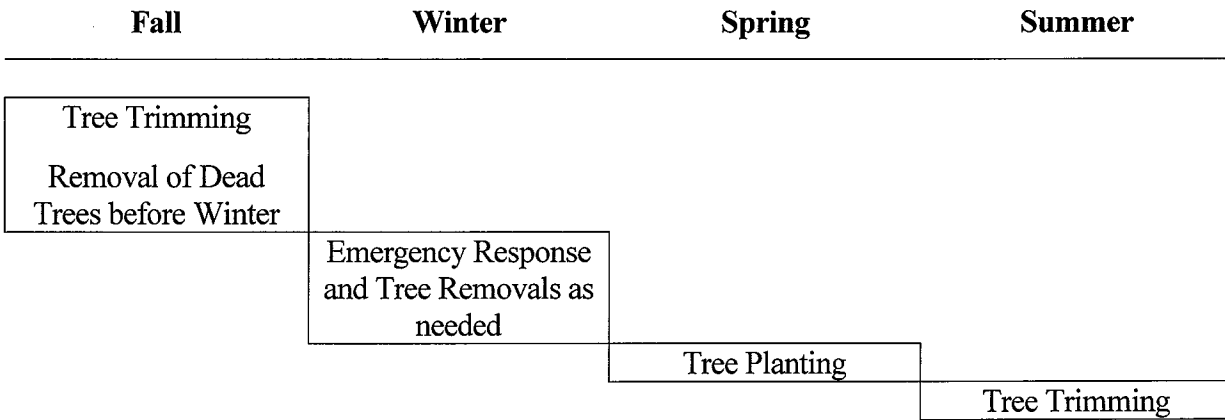 Fall Winter Spring Summer
Tree Trimming
Removal of Dead
Trees before Winter
Emergency Response
and Tree Removals as
needed
Tree Planting
Tree Trimming